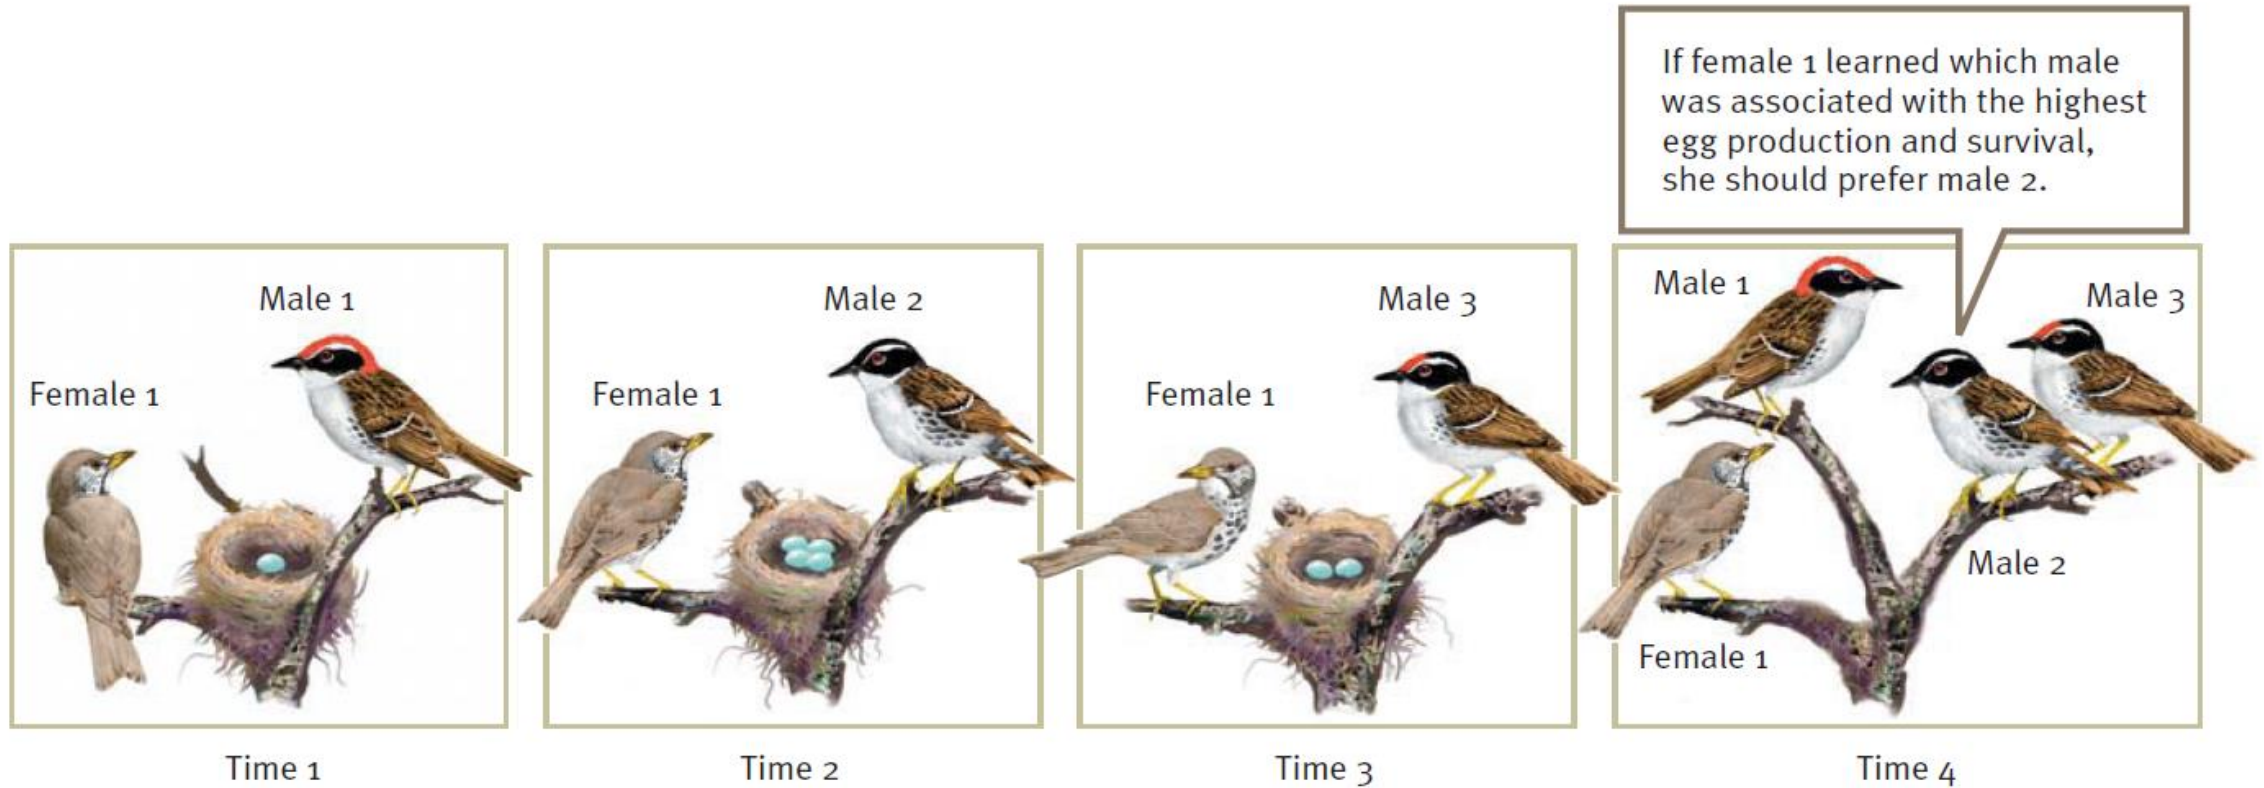 If female 1 learned which male
was associated with the highest
egg production and survival,
she should prefer male 2.
Male 1
Female 1
Time 1
Male 2
Female 1
Time 2
Male 3
Female 1
Time 3
Male 1
Male 3
Male 2
Female 1
Time 4